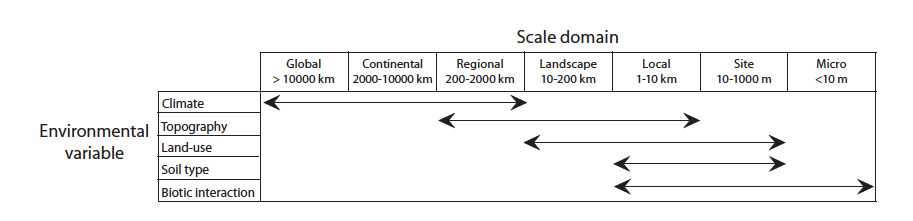 Scale domain
Global Continental Regional Landscape Local Site Micro
> 10000 km 2000-10000 km 200-2000 km 10-200 km 1-10 km 10-1000 m <10 m
Environmental
variable
Climate
Topography
Land-use
Soil type
Biotic interaction